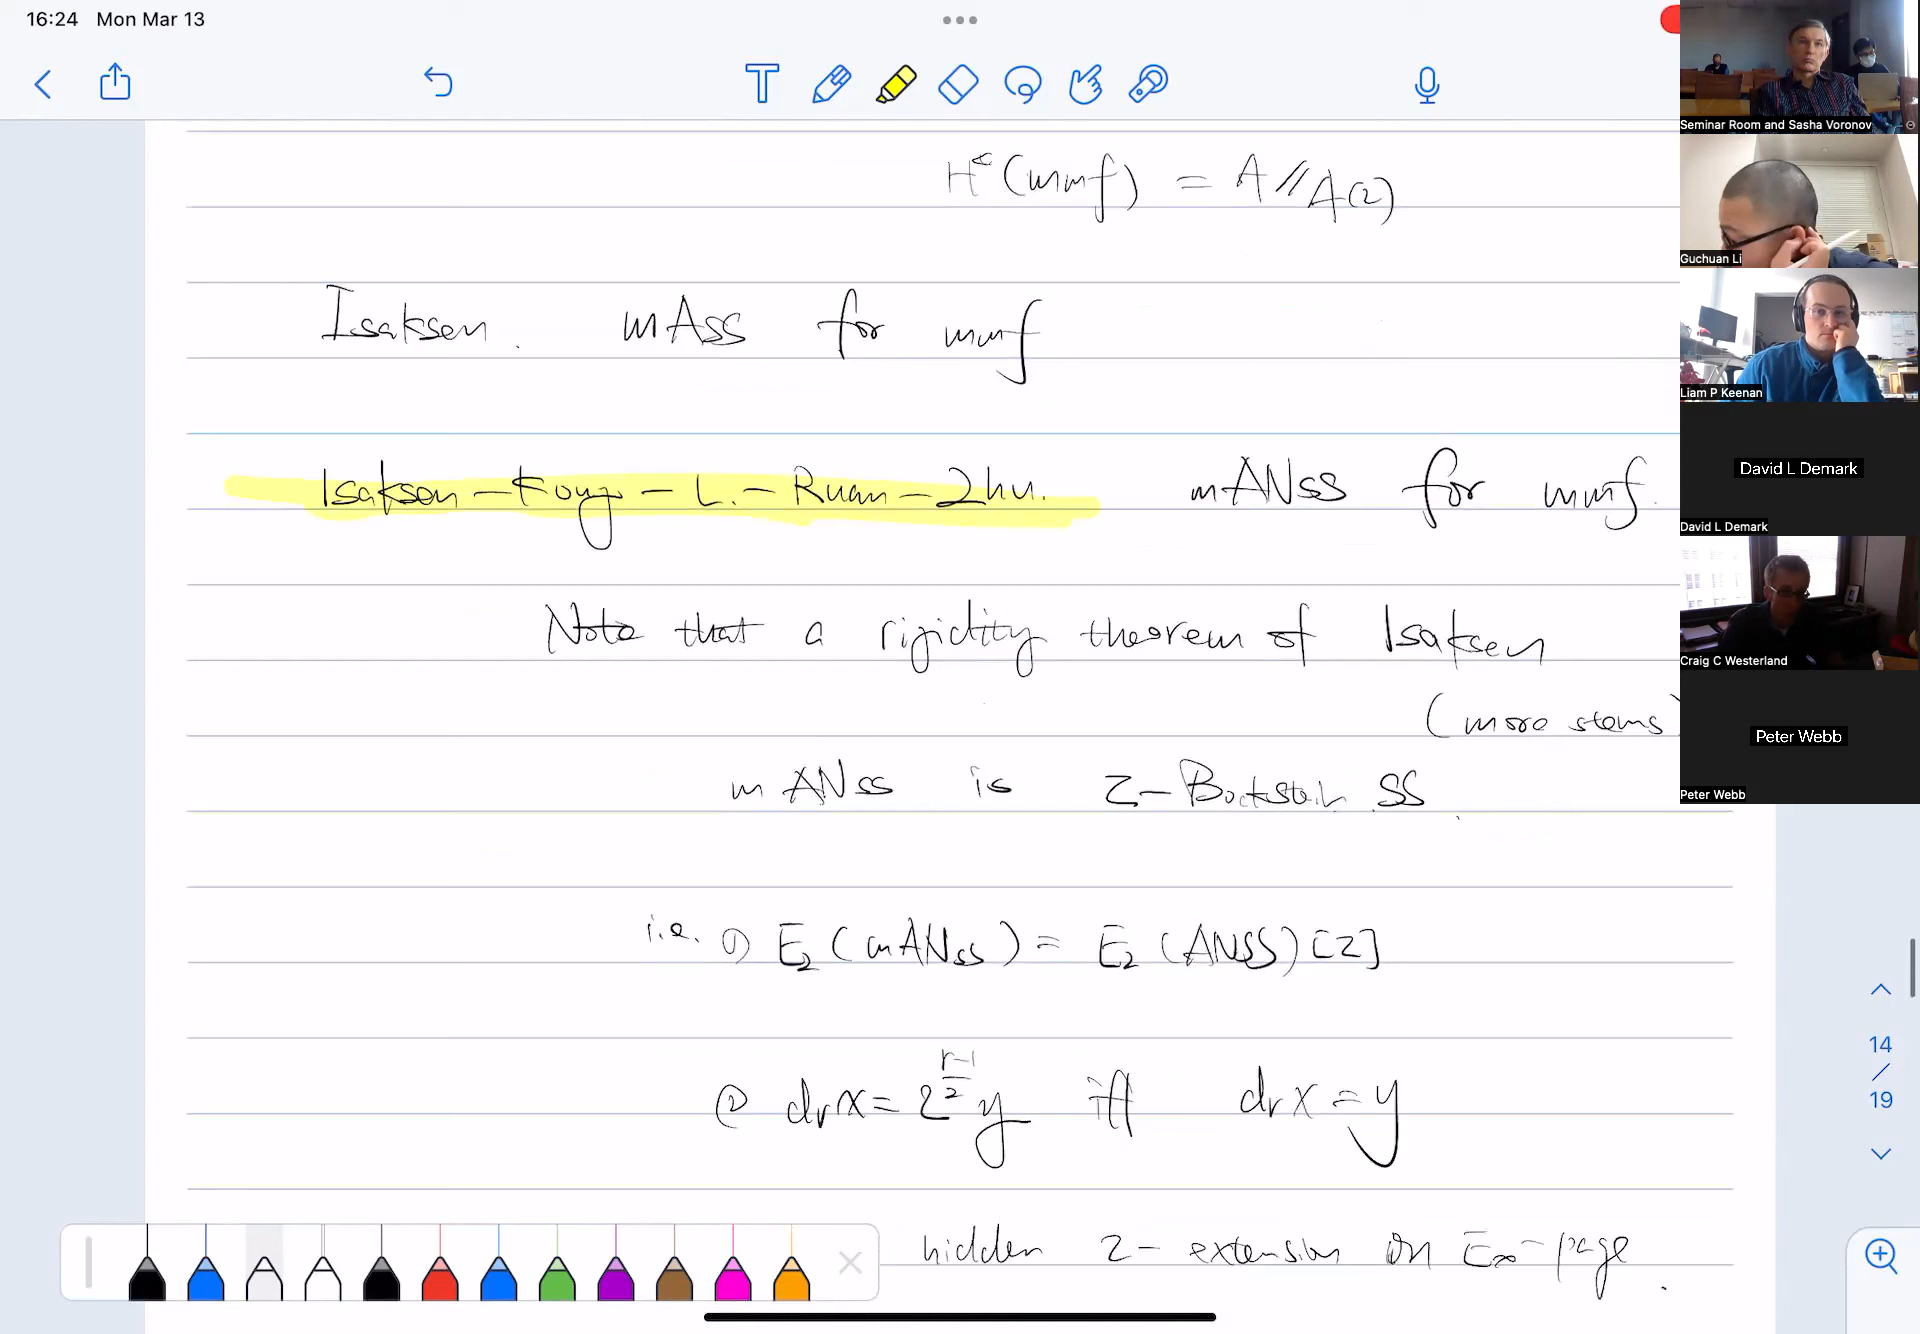 16:24 Mon Mar 13
H^c(mmf) = A//A(2)
Isaksen. mAss for mmf
Isaksen-Kong-L.-Ruan-Zhu. mANss for mmf.
Note that a rigidity theorem of Isaksen
(more stems)
mANss is τ-Bockstein SS.
i.e. ① E₂(mANss) = E₂(ANSS)[τ]
② drx = τ^{\frac{r-1}{2}} y iff drx = y
hidden τ-extension on E∞-page.
14
/
19
Seminar Room and Sasha Voronov
Guchuan Li
Liam P Keenan
David L Demark
David L Demark
Craig C Westerland
Peter Webb
Peter Webb